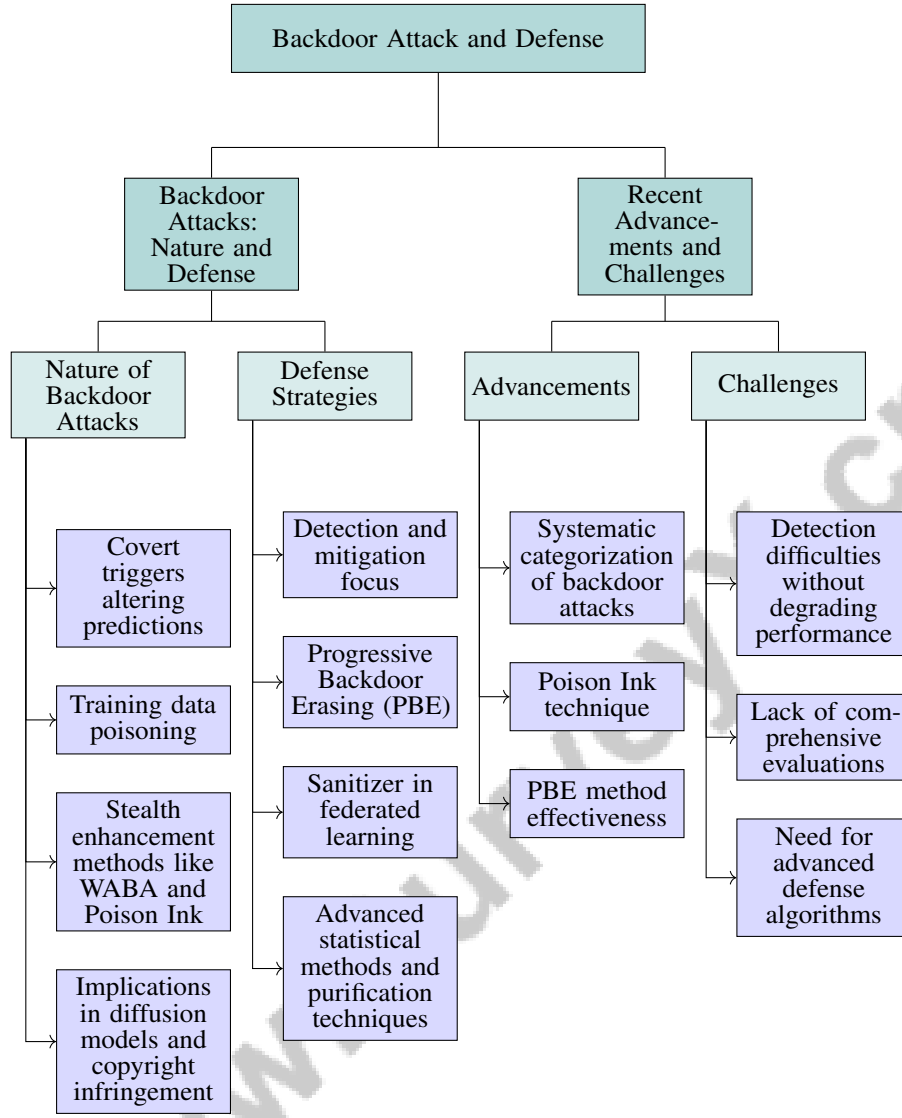 Backdoor Attack and Defense
Backdoor
Attacks:
Nature and
Defense
Recent
Advance-
ments and
Challenges
Nature of
Backdoor
Attacks
Defense
Strategies
Advancements
Challenges
Covert
triggers
altering
predictions
Training data
poisoning
Stealth
enhancement
methods like
WABA and
Poison Ink
Implications
in diffusion
models and
copyright
infringement
Detection and
mitigation
focus
Progressive
Backdoor
Erasing (PBE)
Sanitizer in
federated
learning
Advanced
statistical
methods and
purification
techniques
Systematic
categorization
of backdoor
attacks
Poison Ink
technique
PBE method
effectiveness
Detection
difficulties
without
degrading
performance
Lack of com-
prehensive
evaluations
Need for
advanced
defense
algorithms